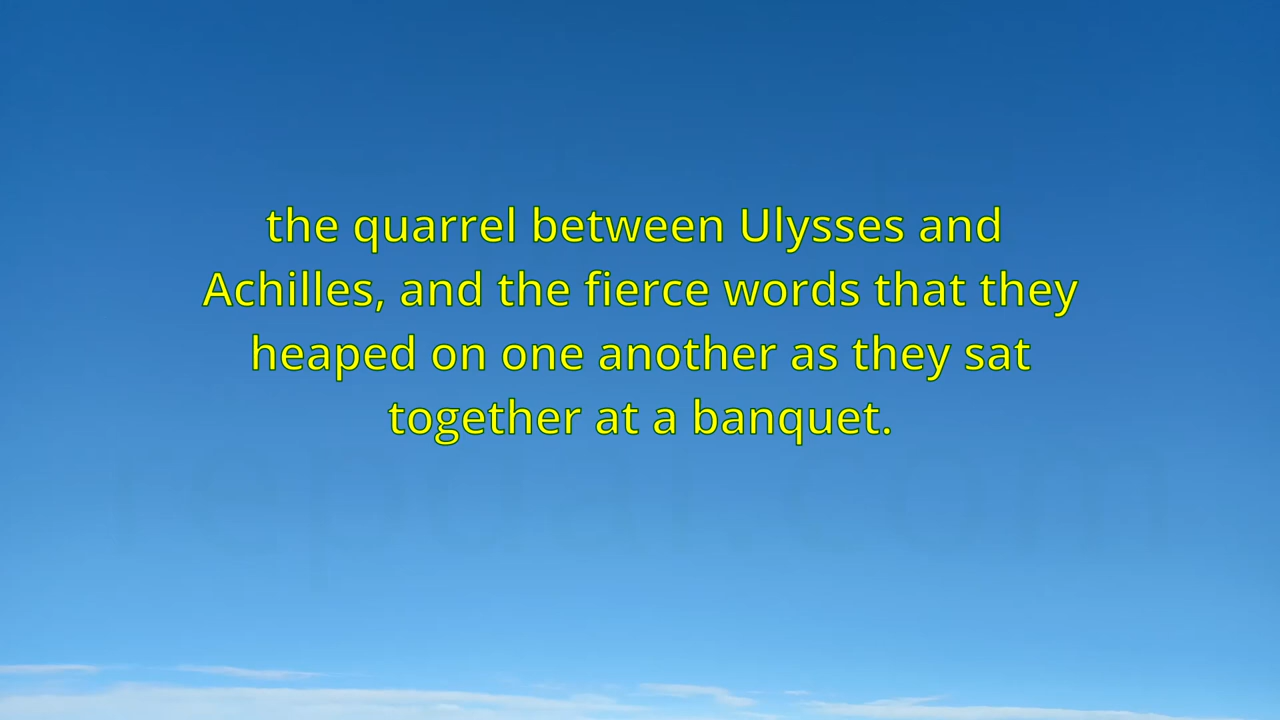 the quarrel between Ulysses and
Achilles, and the fierce words that they
heaped on one another as they sat
together at a banquet.